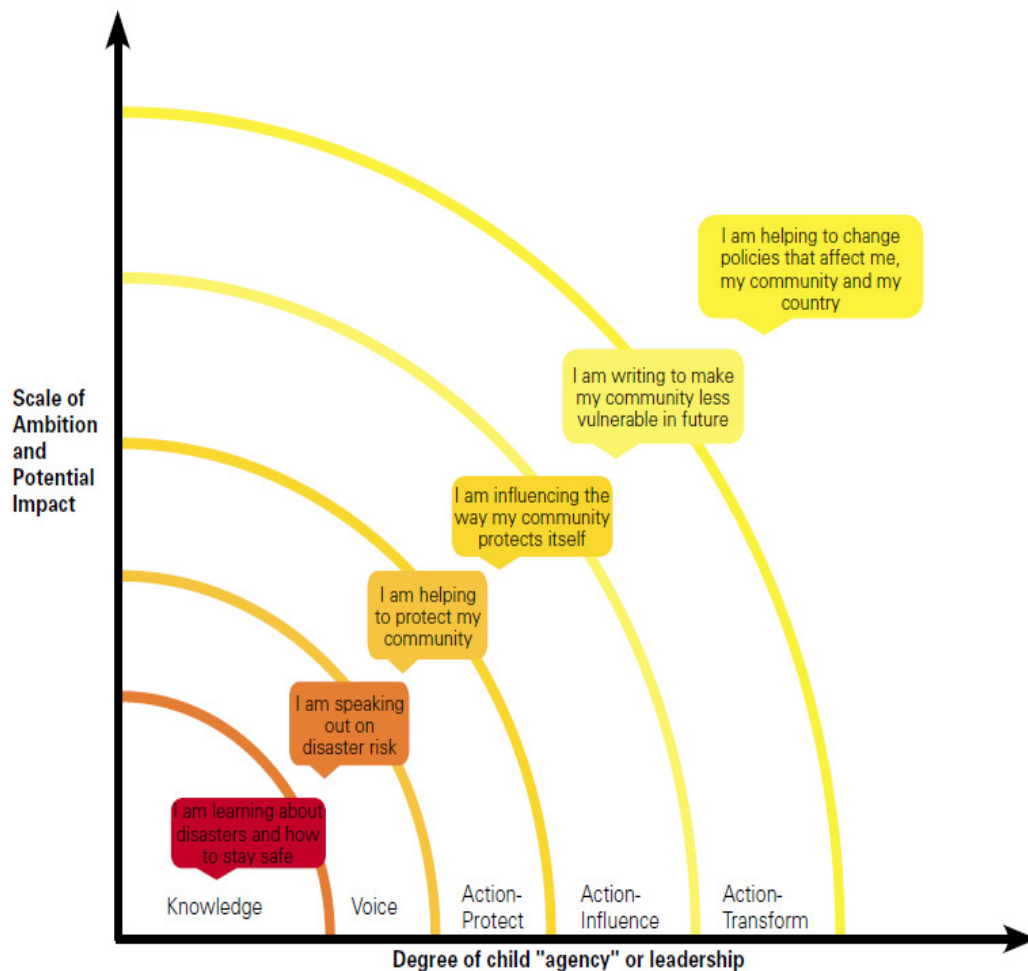 I am helping to change
policies that affect me,
my community and my
country
I am writing to make
my community less
vulnerable in future
Scale of
Ambition
and
Potential
Impact
I am influencing the
way my community
protects itself
I am helping
to protect my
community
I am speaking
out on
disaster risk
I am learning about
disasters and how
to stay safe
Knowledge
Voice
Action-
Protect
Action-
Influence
Action-
Transform
Degree of child "agency" or leadership